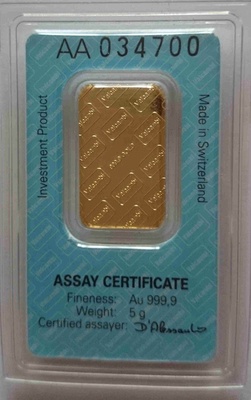 AA 034700
Investment Product
Made in Switzerland
ASSAY CERTIFICATE
Fineness: Au 999,9
Weight: 5 g
Certified assayer: